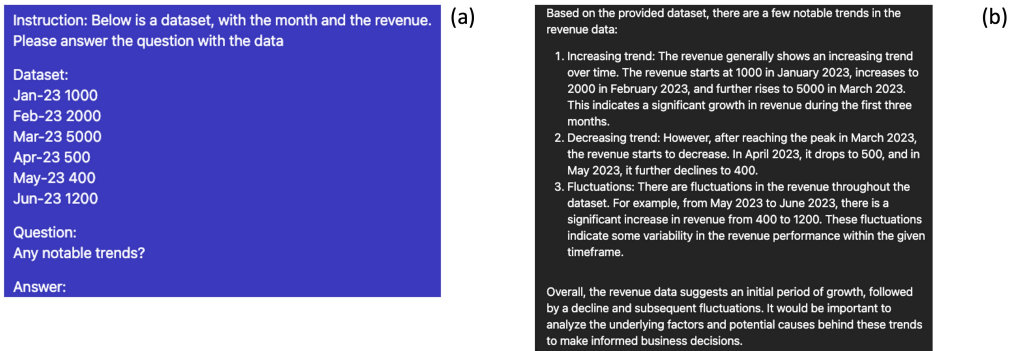 Instruction: Below is a dataset, with the month and the revenue.
Please answer the question with the data
Dataset:
Jan-23 1000
Feb-23 2000
Mar-23 5000
Apr-23 500
May-23 400
Jun-23 1200
Question:
Any notable trends?
Answer:
(a)
Based on the provided dataset, there are a few notable trends in the
revenue data:
1. Increasing trend: The revenue generally shows an increasing trend
over time. The revenue starts at 1000 in January 2023, increases to
2000 in February 2023, and further rises to 5000 in March 2023.
This indicates a significant growth in revenue during the first three
months.
2. Decreasing trend: However, after reaching the peak in March 2023,
the revenue starts to decrease. In April 2023, it drops to 500, and in
May 2023, it further declines to 400.
3. Fluctuations: There are fluctuations in the revenue throughout the
dataset. For example, from May 2023 to June 2023, there is a
significant increase in revenue from 400 to 1200. These fluctuations
indicate some variability in the revenue performance within the given
timeframe.
Overall, the revenue data suggests an initial period of growth, followed
by a decline and subsequent fluctuations. It would be important to
analyze the underlying factors and potential causes behind these trends
to make informed business decisions.
(b)